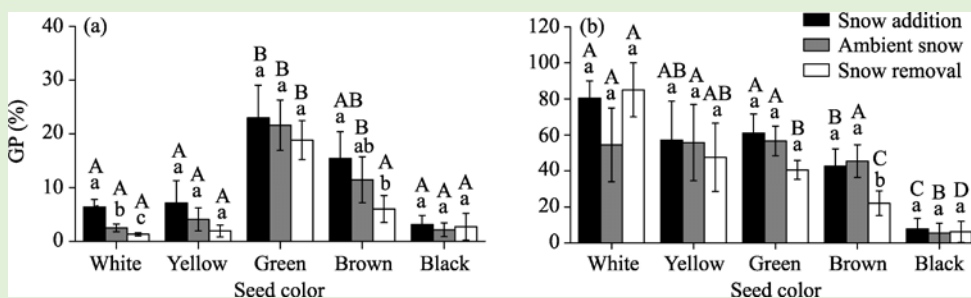 (a)
GP (%)
40
30
20
10
0
A A A
a b c
A A A
a a a
B B B
a a a
AB B A
a ab b
A A A
a a a
White Yellow Green Brown Black
Seed color
(b)
Snow addition
Ambient snow
Snow removal
120
100
80
60
40
20
0
A A A
a a a
AB A AB
a a a
A A B
a a a
B A C
a a b
C B D
a a a
White Yellow Green Brown Black
Seed color